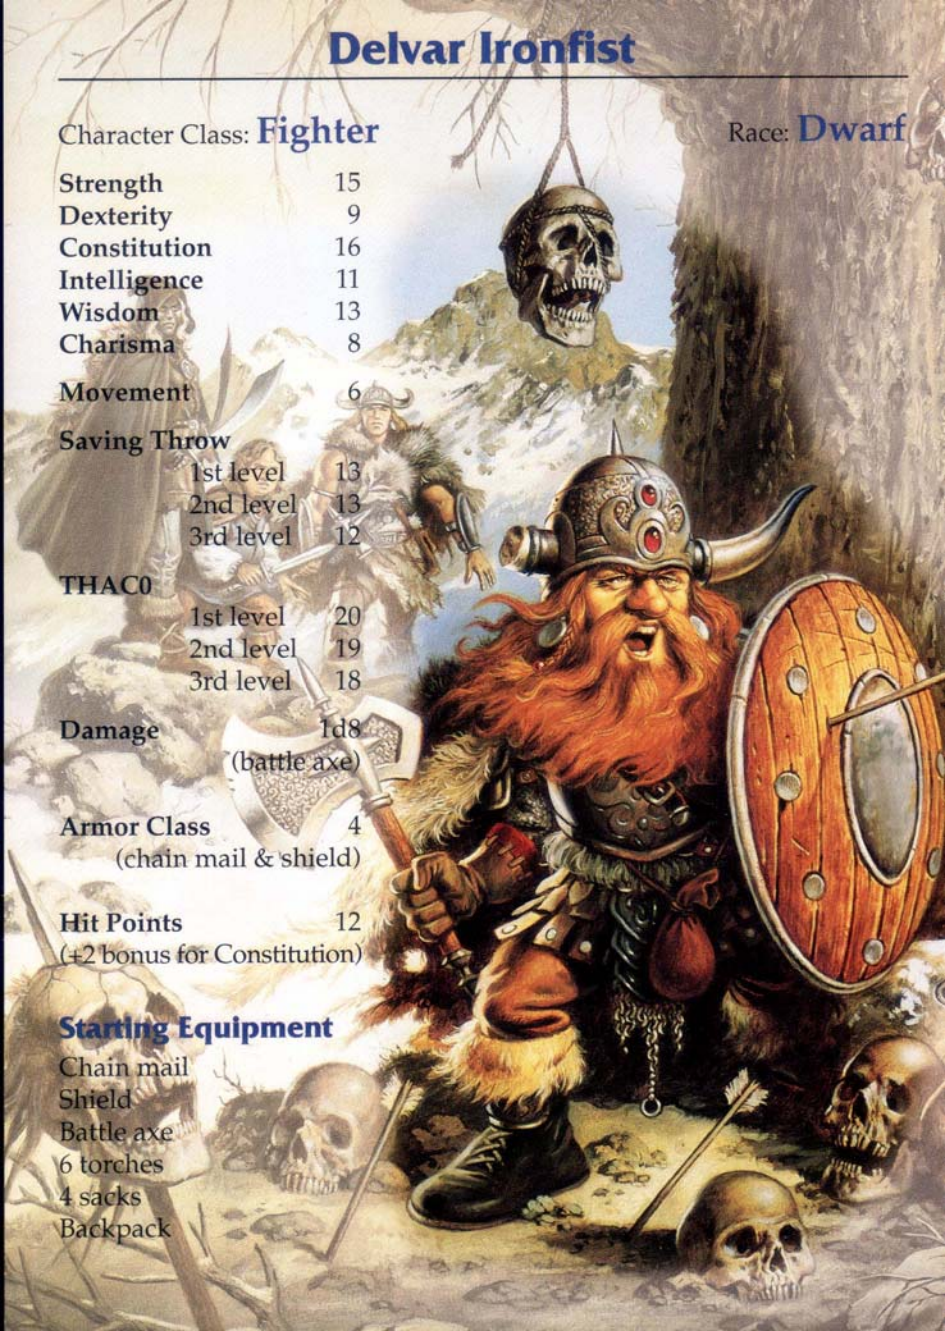 Delvar Ironfist
Character Class: Fighter
Race: Dwarf
Strength 15
Dexterity 9
Constitution 16
Intelligence 11
Wisdom 13
Charisma 8
Movement 6
Saving Throw
1st level 13
2nd level 13
3rd level 12
THAC0
1st level 20
2nd level 19
3rd level 18
Damage 1d8
(battle axe)
Armor Class 4
(chain mail & shield)
Hit Points 12
(+2 bonus for Constitution)
Starting Equipment
Chain mail
Shield
Battle axe
6 torches
4 sacks
Backpack